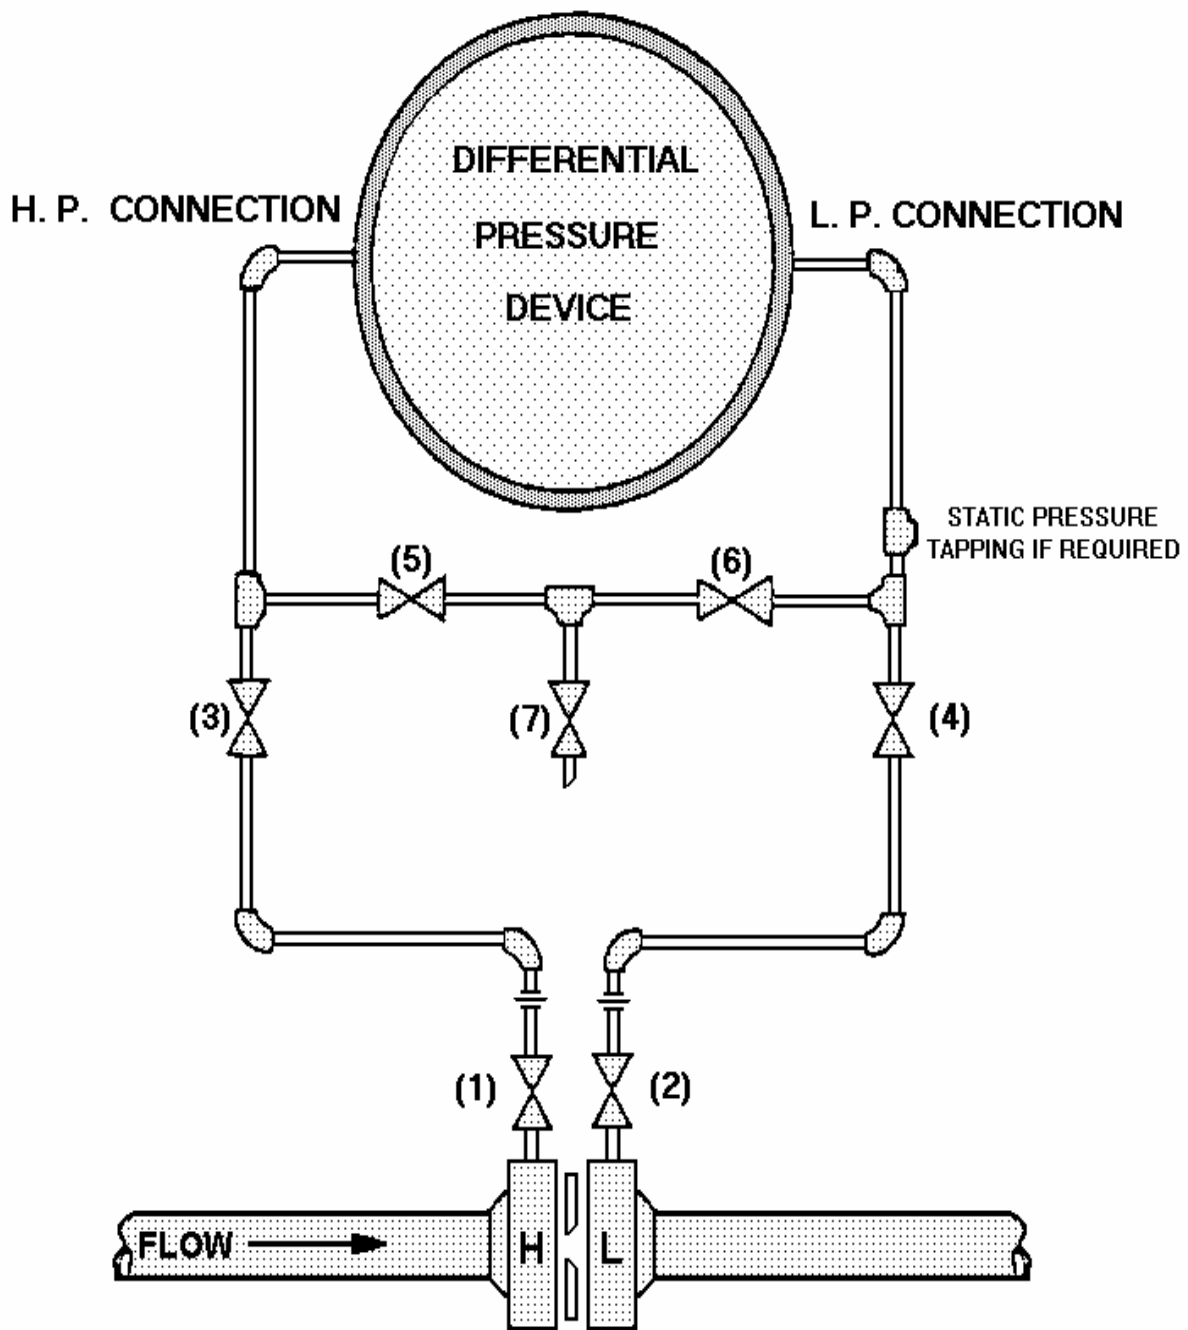 DIFFERENTIAL
PRESSURE
DEVICE
H. P. CONNECTION
L. P. CONNECTION
STATIC PRESSURE
TAPPING IF REQUIRED
(5)
(6)
(3)
(7)
(4)
(1)
(2)
FLOW
H
L